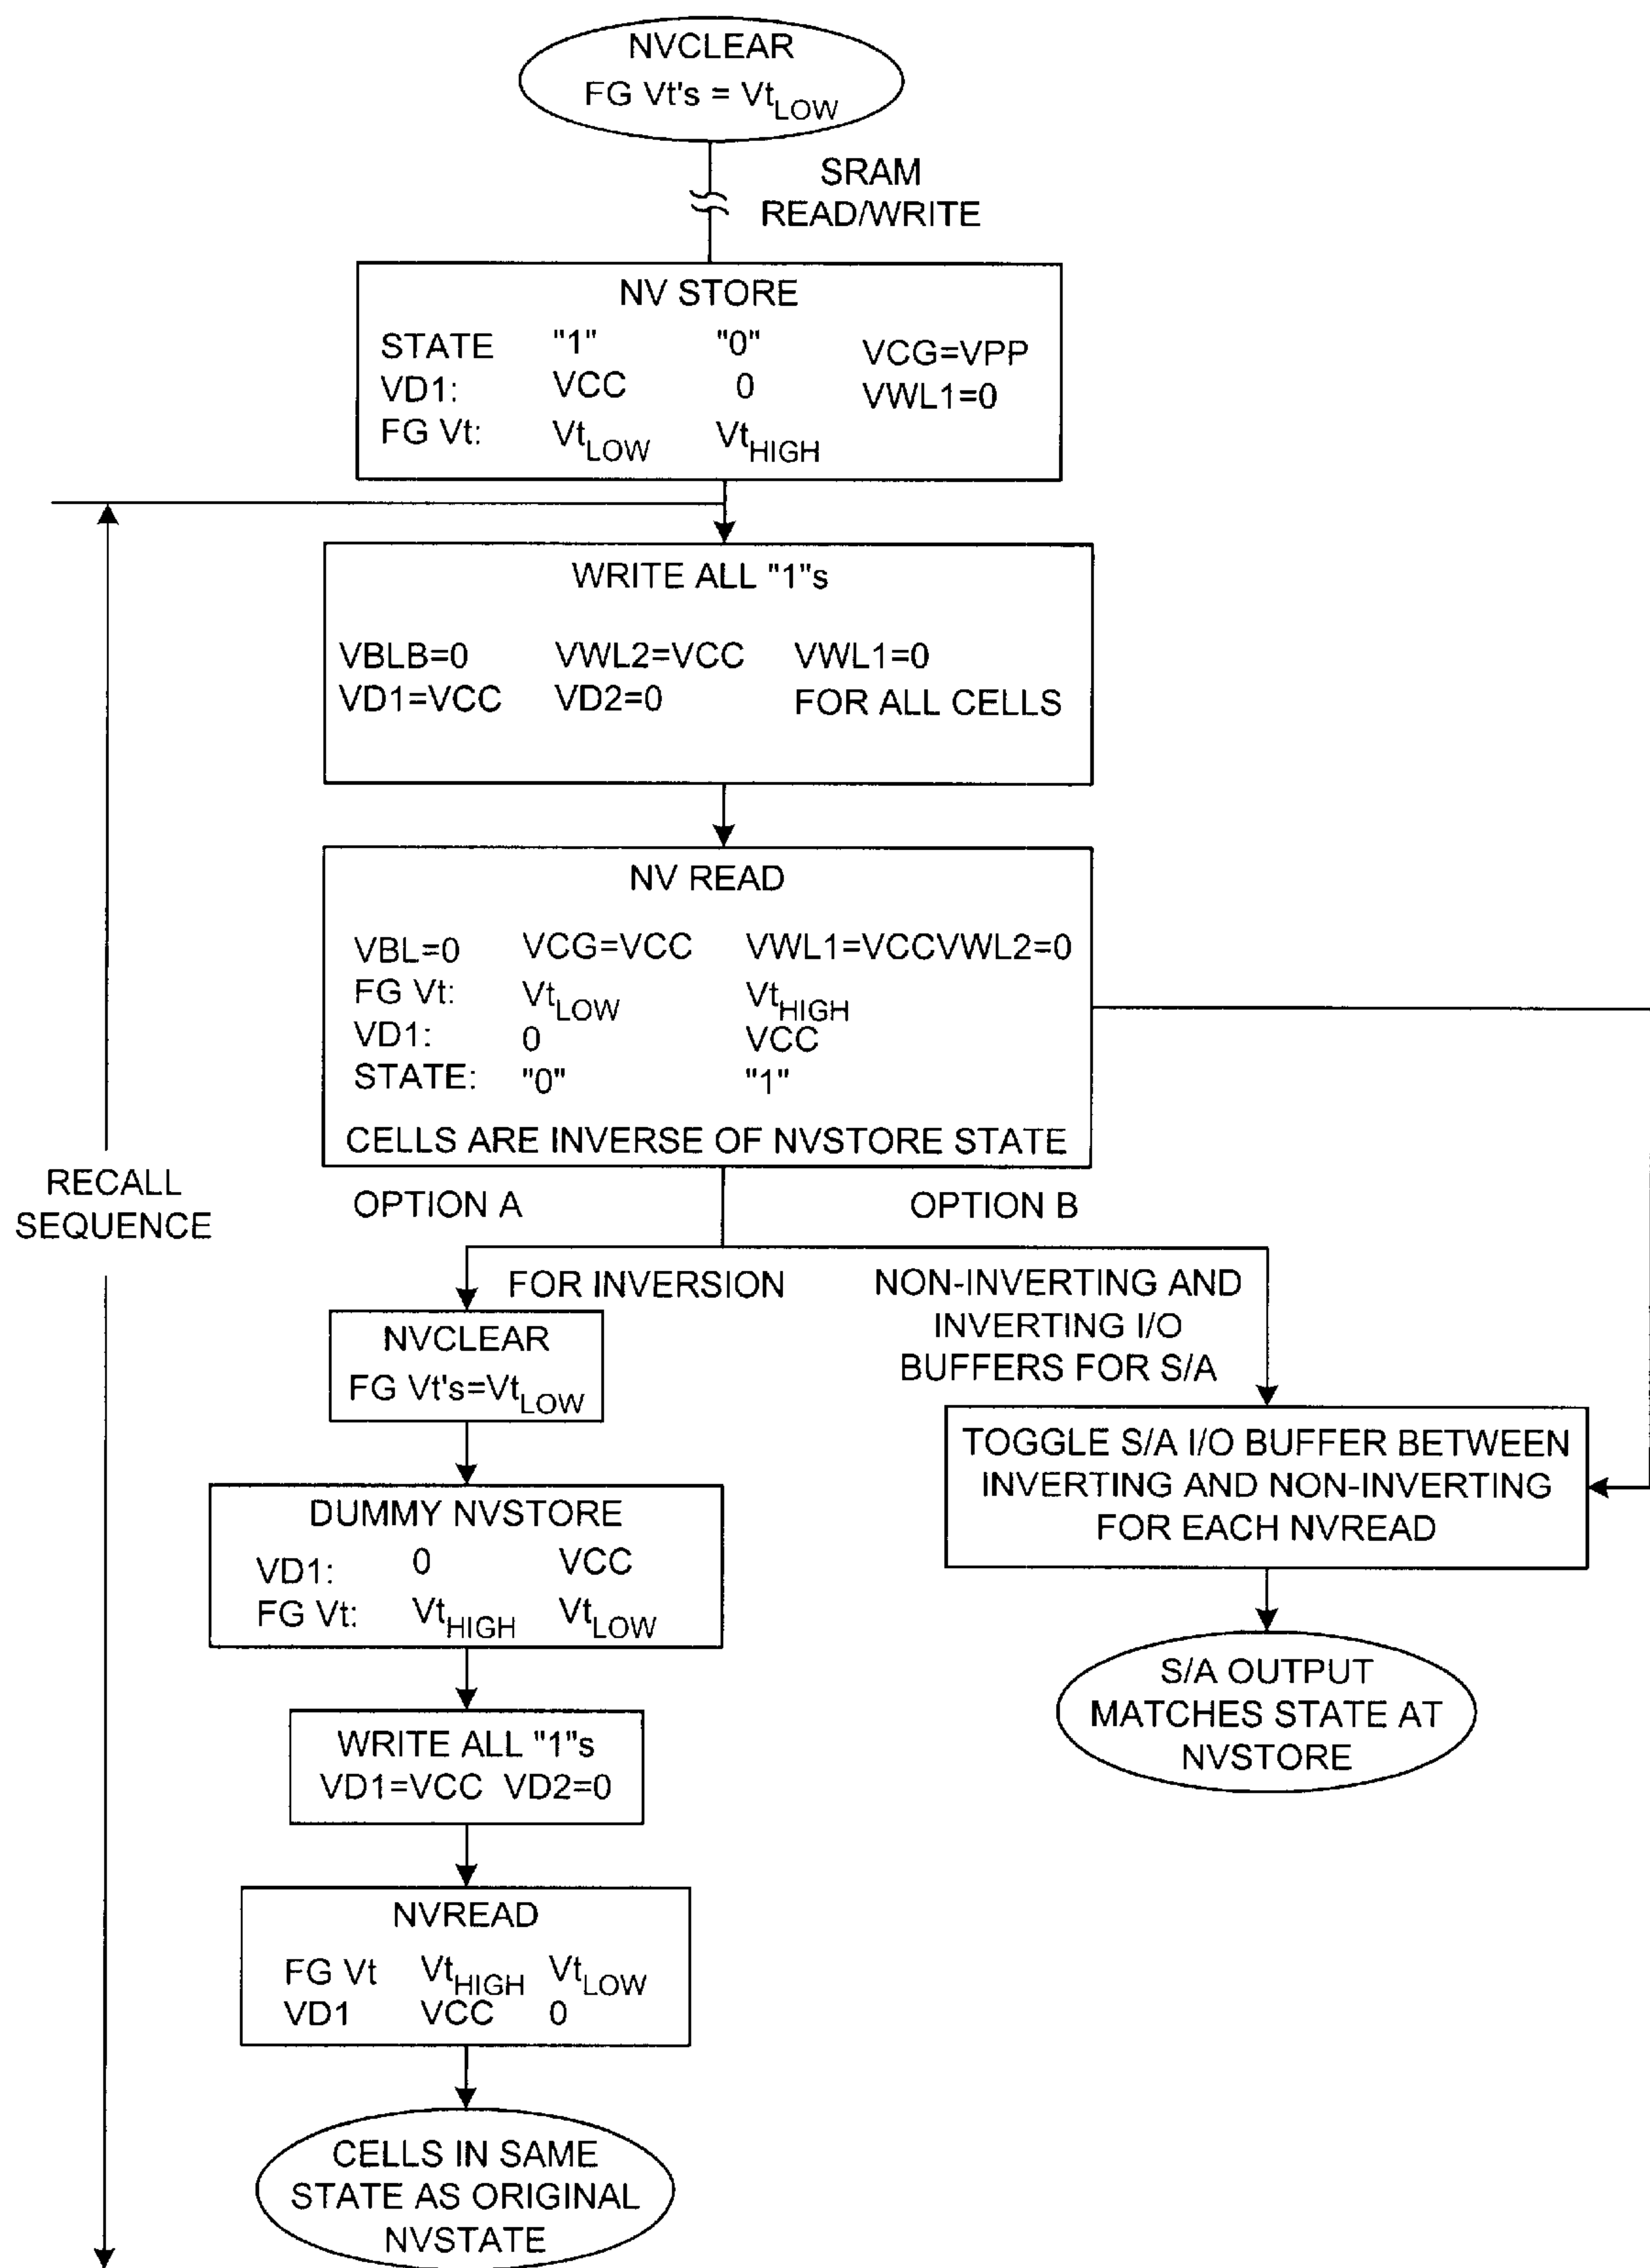 NVCLEAR
FG Vt's = VtLOW
SRAM
READ/WRITE
NV STORE
STATE "1" "0" VCG=VPP
VD1: VCC 0 VWL1=0
FG Vt: VtLOW VtHIGH
WRITE ALL "1"s
VBLB=0 VWL2=VCC VWL1=0
VD1=VCC VD2=0 FOR ALL CELLS
NV READ
VBL=0 VCG=VCC VWL1=VCCVWL2=0
FG Vt: VtLOW VtHIGH
VD1: 0 VCC
STATE: "0" "1"
CELLS ARE INVERSE OF NVSTORE STATE
RECALL
SEQUENCE
OPTION A OPTION B
FOR INVERSION
NON-INVERTING AND
INVERTING I/O
BUFFERS FOR S/A
NVCLEAR
FG Vt's=VtLOW
TOGGLE S/A I/O BUFFER BETWEEN
INVERTING AND NON-INVERTING
FOR EACH NVREAD
DUMMY NVSTORE
VD1: 0 VCC
FG Vt: VtHIGH VtLOW
S/A OUTPUT
MATCHES STATE AT
NVSTORE
WRITE ALL "1"s
VD1=VCC VD2=0
NVREAD
FG Vt VtHIGH VtLOW
VD1 VCC 0
CELLS IN SAME
STATE AS ORIGINAL
NVSTATE